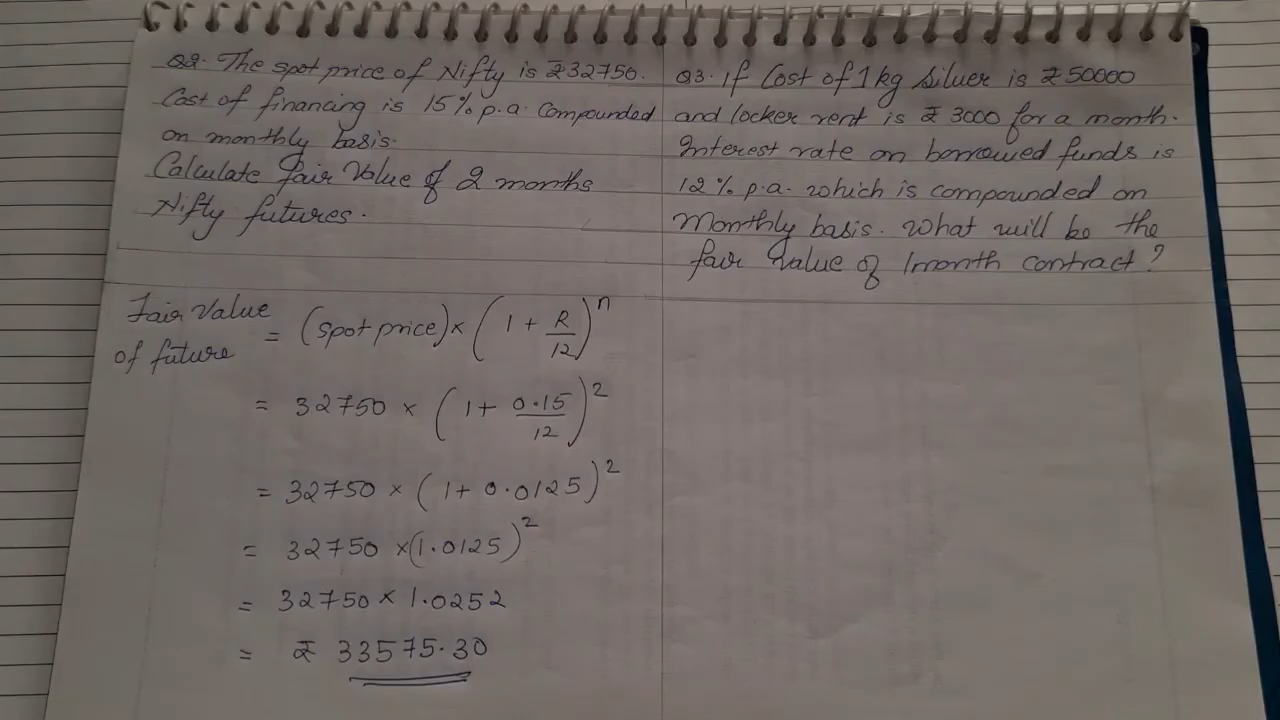 Q2. The spot price of Nifty is ₹32750.
Cost of financing is 15% p.a. compounded
on monthly basis.
Calculate fair Value of 2 months
Nifty futures.
Q3. If Cost of 1kg Silver is ₹50000
and locker rent is ₹3000 for a month.
Interest rate on borrowed funds is
12% p.a. which is compounded on
Monthly basis. What will be the
fair Value of 1month contract?
Fair Value of future = (spot price) × (1 + R/12)^n
= 32750 × (1 + 0.15/12)^2
= 32750 × (1 + 0.0125)^2
= 32750 × (1.0125)^2
= 32750 × 1.0252
= ₹ 33575.30